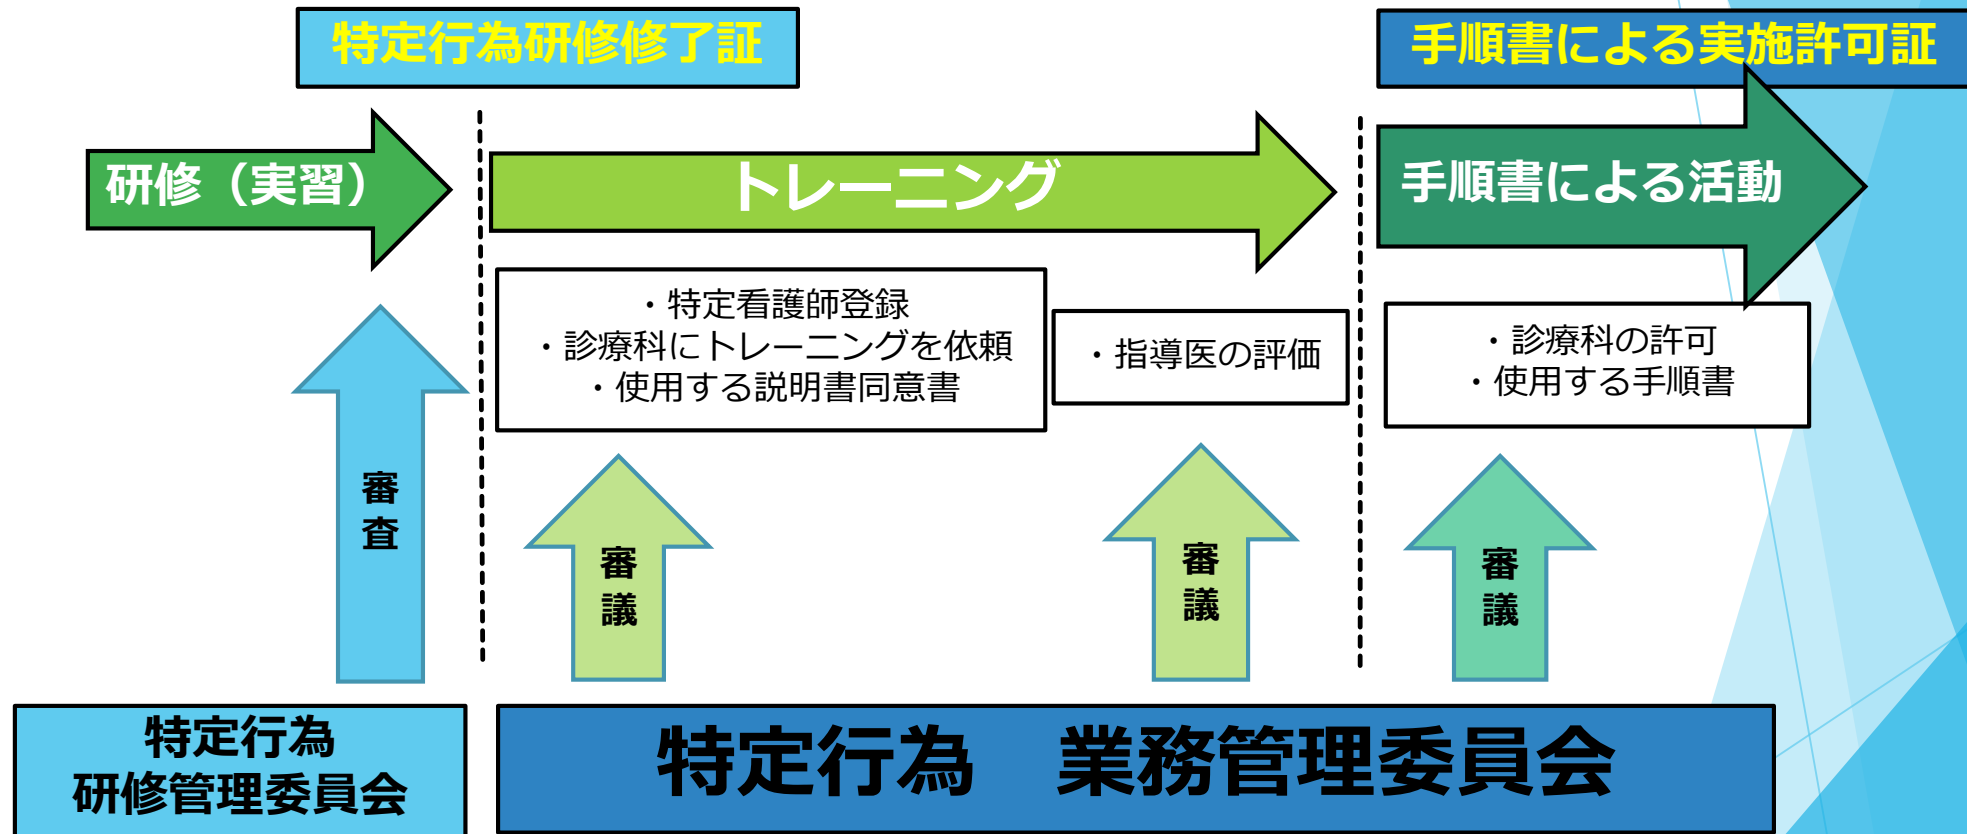 特定行為研修修了証
手順書による実施許可証
研修（実習）
トレーニング
手順書による活動
・特定看護師登録
・診療科にトレーニングを依頼
・使用する説明書同意書
・指導医の評価
・診療科の許可
・使用する手順書
審査
審議
審議
審議
特定行為
研修管理委員会
特定行為　業務管理委員会